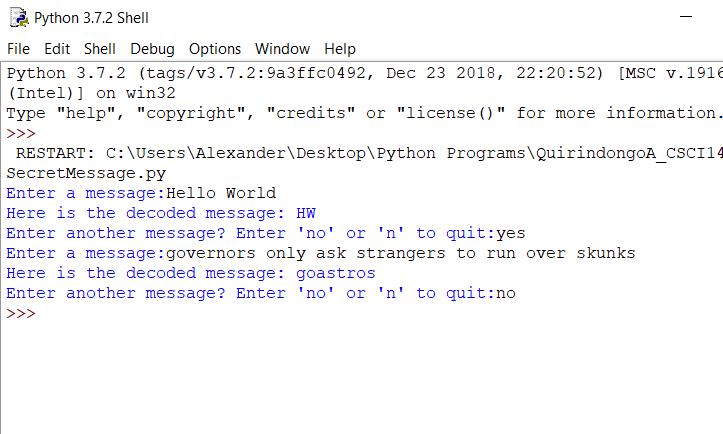 Python 3.7.2 Shell
File Edit Shell Debug Options Window Help
Python 3.7.2 (tags/v3.7.2:9a3ffc0492, Dec 23 2018, 22:20:52) [MSC v.1916
(Intel)] on win32
Type "help", "copyright", "credits" or "license()" for more information.
>>>
RESTART: C:\Users\Alexander\Desktop\Python Programs\QuirindongoA_CSCI14
SecretMessage.py
Enter a message:Hello World
Here is the decoded message: HW
Enter another message? Enter 'no' or 'n' to quit:yes
Enter a message:governors only ask strangers to run over skunks
Here is the decoded message: goastros
Enter another message? Enter 'no' or 'n' to quit:no
>>>